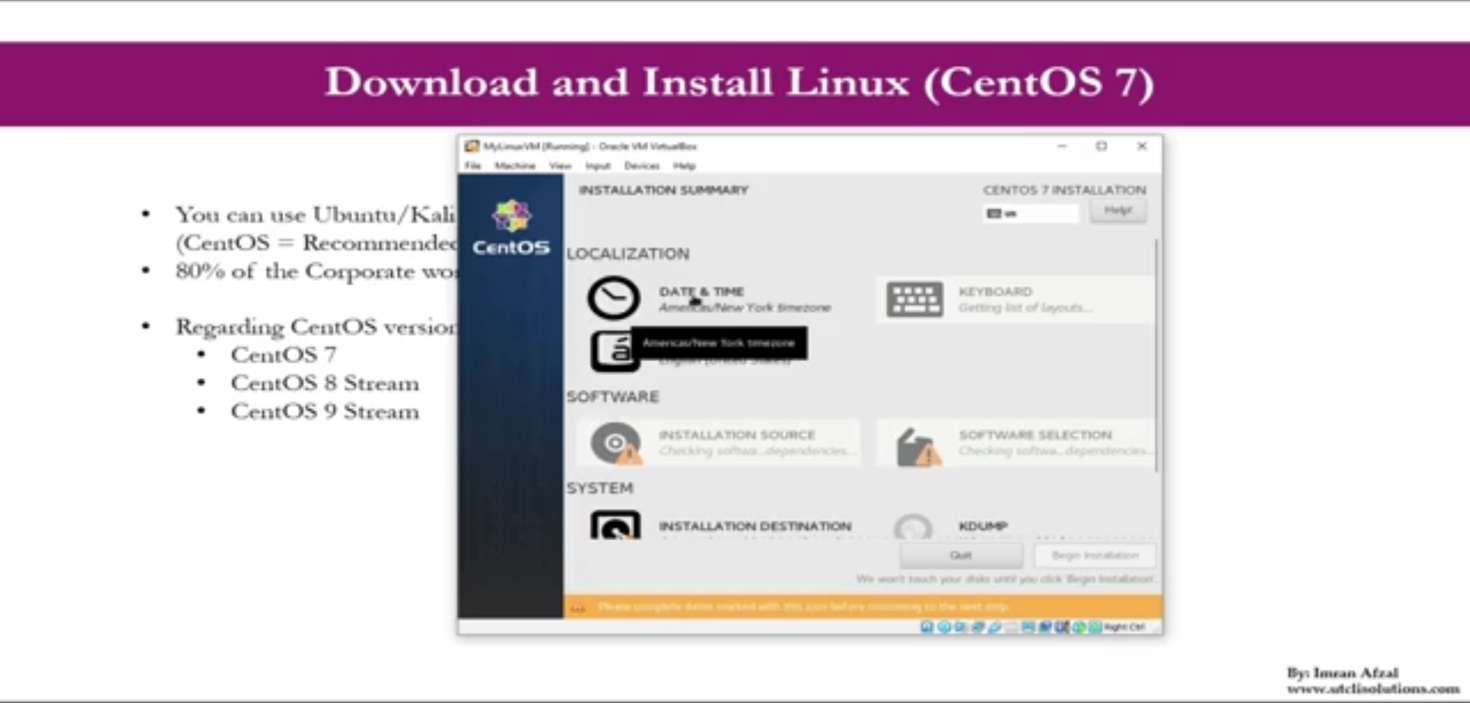 Download and Install Linux (CentOS 7)
• You can use Ubuntu/Kali
(CentOS = Recommended
• 80% of the Corporate wo
• Regarding CentOS version
• CentOS 7
• CentOS 8 Stream
• CentOS 9 Stream
MyLinuxVM [Running] - Oracle VM VirtualBox
File Machine View Input Devices Help
CentOS
INSTALLATION SUMMARY
CENTOS 7 INSTALLATION
us
Help!
LOCALIZATION
DATE & TIME
Americas/New York timezone
KEYBOARD
Getting list of layouts...
Americas/New York timezone
English (United States)
SOFTWARE
INSTALLATION SOURCE
Checking softwa...dependencies...
SOFTWARE SELECTION
Checking softwa...dependencies...
SYSTEM
INSTALLATION DESTINATION
KDUMP
Quit
Begin Installation
We won't touch your disks until you click 'Begin Installation'.
Please complete items marked with this icon before continuing to the next step.
Right Ctrl
By: Imran Afzal
www.utclisolutions.com